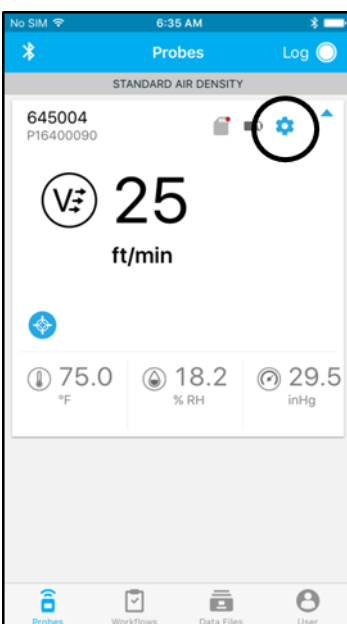 No SIM 6:35 AM
Probes Log
STANDARD AIR DENSITY
645004
P16400090
V 25
ft/min
75.0 18.2 29.5
°F % RH inHg
Probes Workflows Data Files User